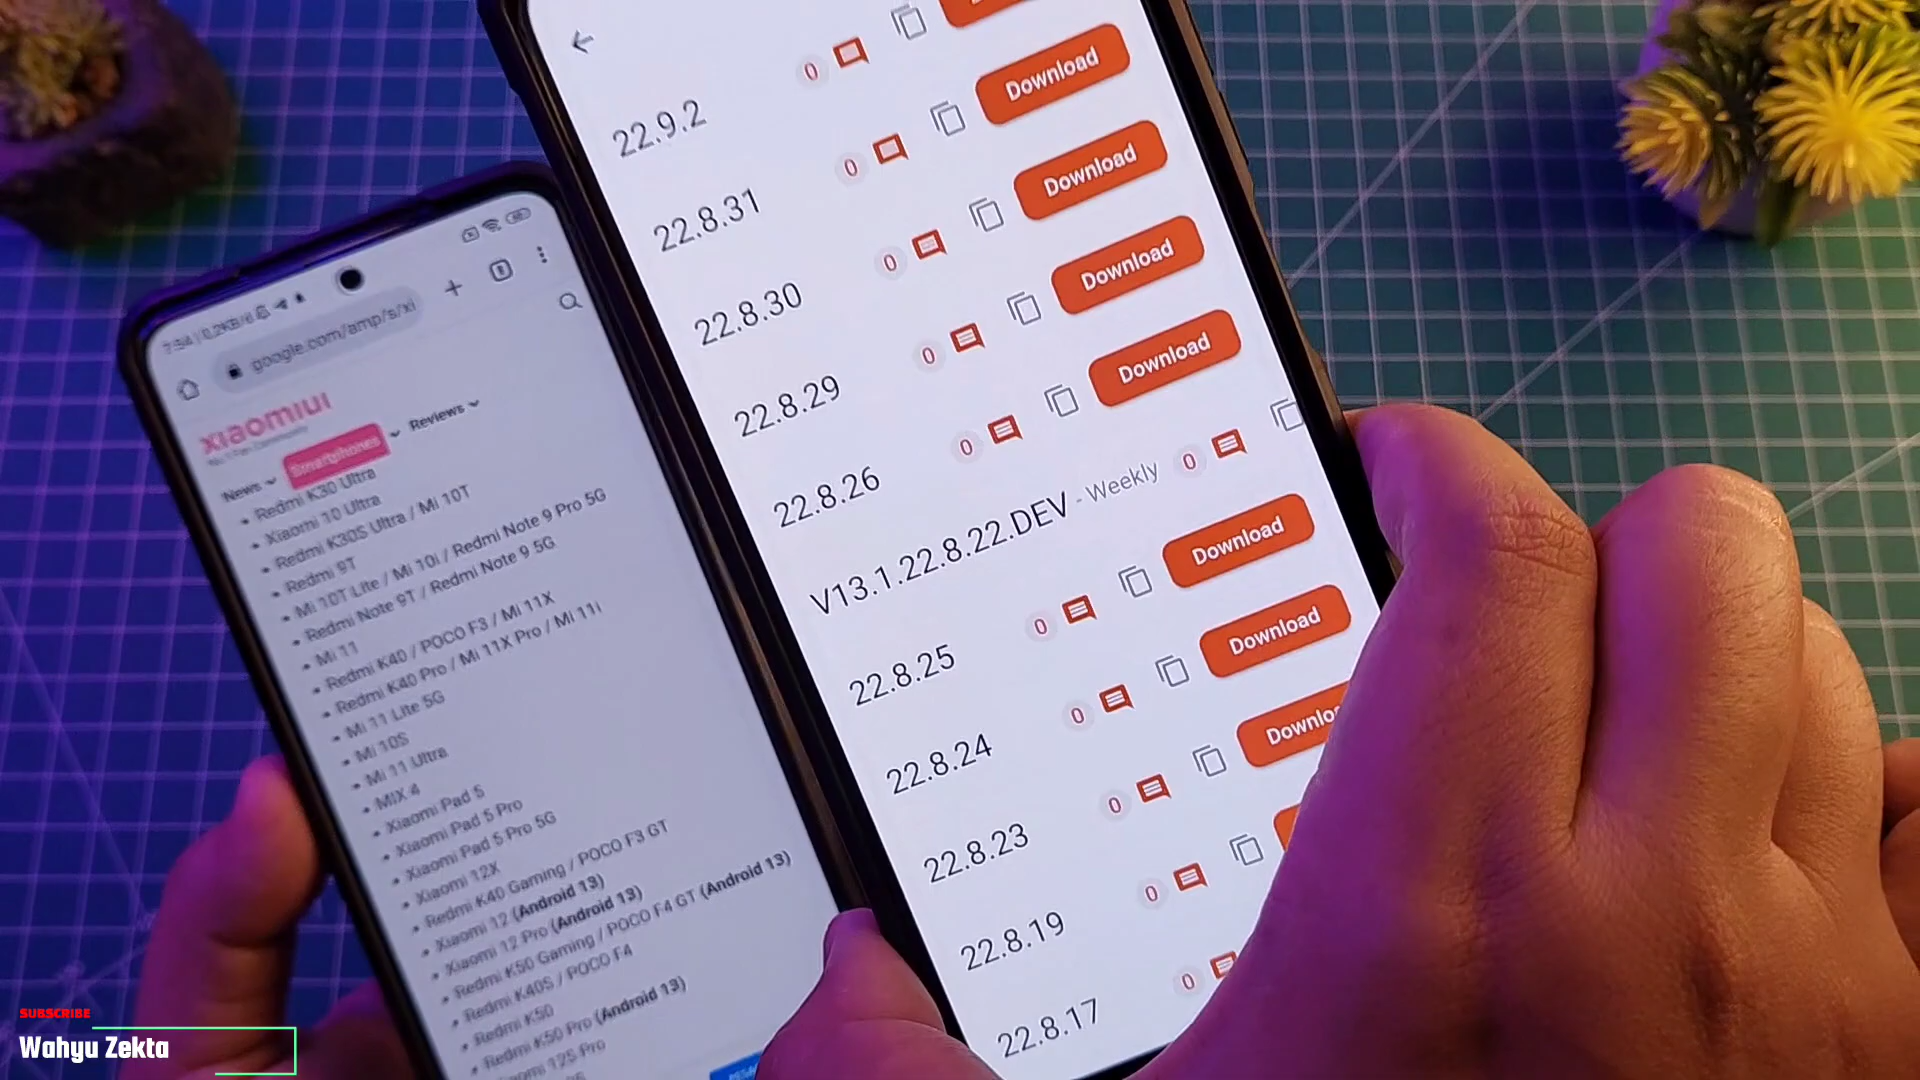 7:54 | 0,2KB/d
google.com/amp/s/xi
xiaomiui
News
Smartphones
Reviews
Redmi K30 Ultra
Xiaomi 10 Ultra
Redmi K30S Ultra / Mi 10T
Redmi 9T
Mi 10T Lite / Mi 10i / Redmi Note 9 Pro 5G
Redmi Note 9T / Redmi Note 9 5G
Mi 11
Redmi K40 / POCO F3 / Mi 11X
Redmi K40 Pro / Mi 11X Pro / Mi 11i
Mi 11 Lite 5G
Mi 10S
Mi 11 Ultra
MIX 4
Xiaomi Pad 5
Xiaomi Pad 5 Pro
Xiaomi Pad 5 Pro 5G
Xiaomi 12X
Redmi K40 Gaming / POCO F3 GT
Xiaomi 12 (Android 13)
Xiaomi 12 Pro (Android 13)
Redmi K50 Gaming / POCO F4 GT (Android 13)
Redmi K40S / POCO F4
Redmi K50
Redmi K50 Pro (Android 13)
Xiaomi 12S Pro
22.9.2 0 Download
22.8.31 0 Download
22.8.30 0 Download
22.8.29 0 Download
22.8.26 0
V13.1.22.8.22.DEV - Weekly 0
22.8.25 0 Download
22.8.24 0 Download
22.8.23 0 Downlo
22.8.19 0
22.8.17 0
SUBSCRIBE
Wahyu Zekta